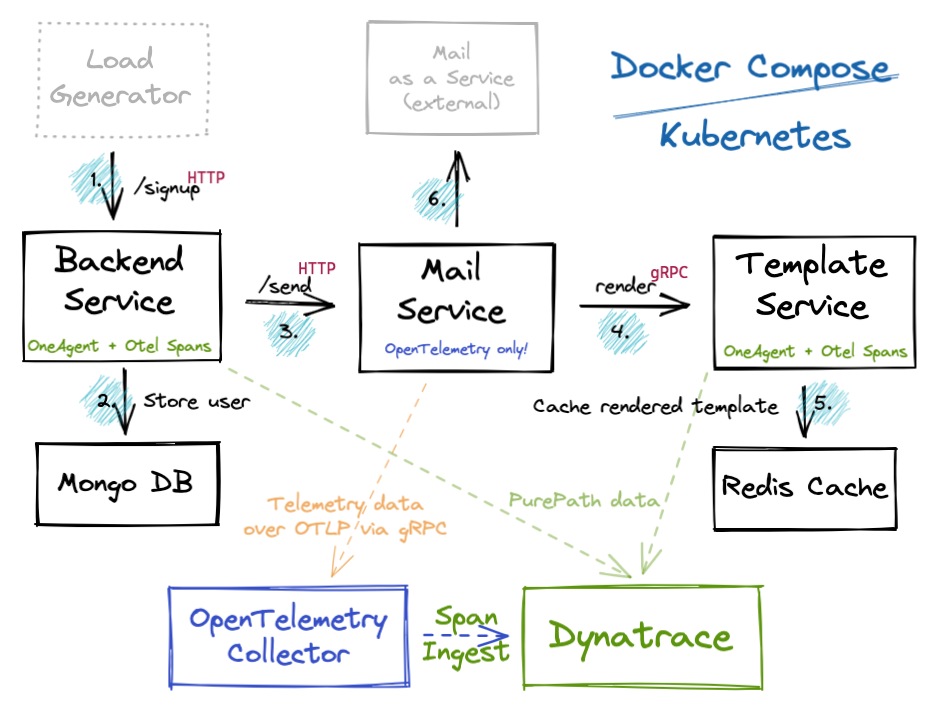 Load
Generator
Mail
as a Service
(external)
Docker Compose
Kubernetes
1.
/signup
HTTP
6.
Backend
Service
OneAgent + Otel Spans
/send
HTTP
3.
Mail
Service
OpenTelemetry only!
render
gRPC
4.
Template
Service
OneAgent + Otel Spans
2.
Store user
Cache rendered template
5.
Mongo DB
Redis Cache
Telemetry data
over OTLP via gRPC
PurePath data
OpenTelemetry
Collector
Span
Ingest
Dynatrace